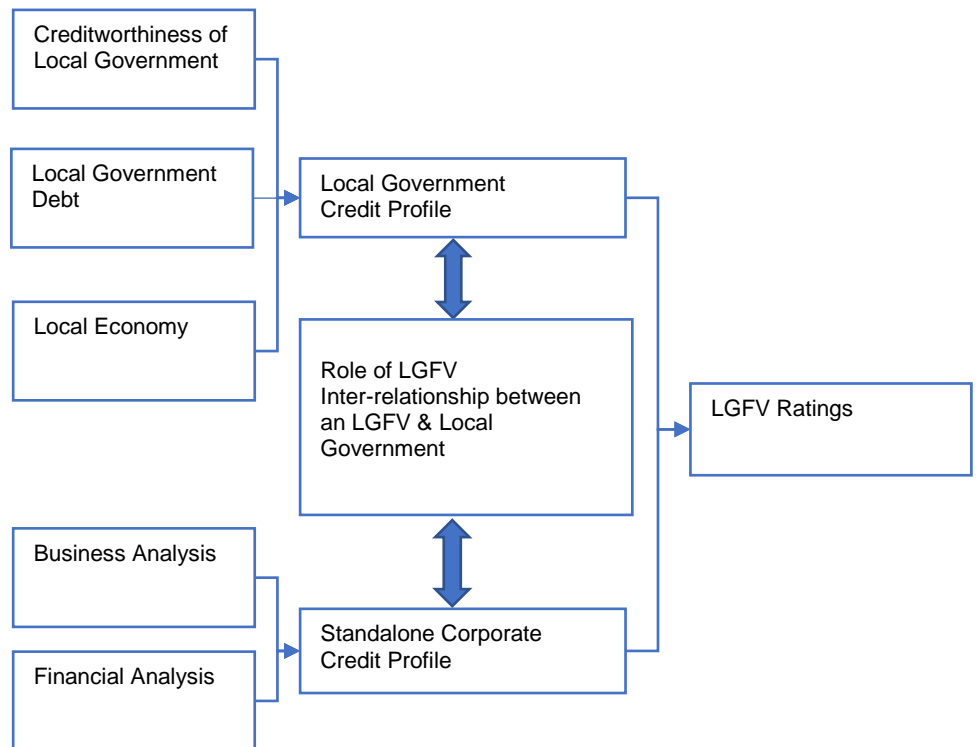 Creditworthiness of
Local Government
Local Government
Debt
Local Economy
Local Government
Credit Profile
Role of LGFV
Inter-relationship between
an LGFV & Local
Government
LGFV Ratings
Business Analysis
Financial Analysis
Standalone Corporate
Credit Profile